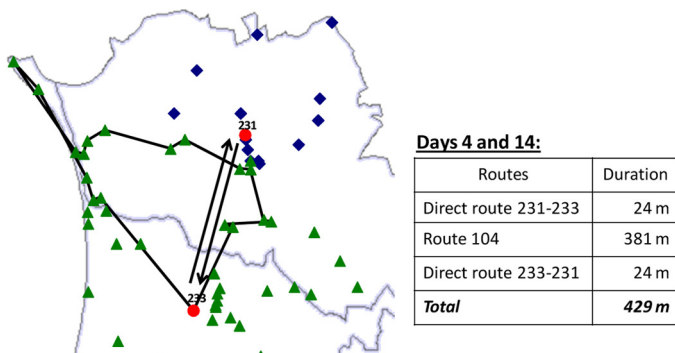 231
233
Days 4 and 14:
Routes Duration
Direct route 231-233 24 m
Route 104 381 m
Direct route 233-231 24 m
Total 429 m